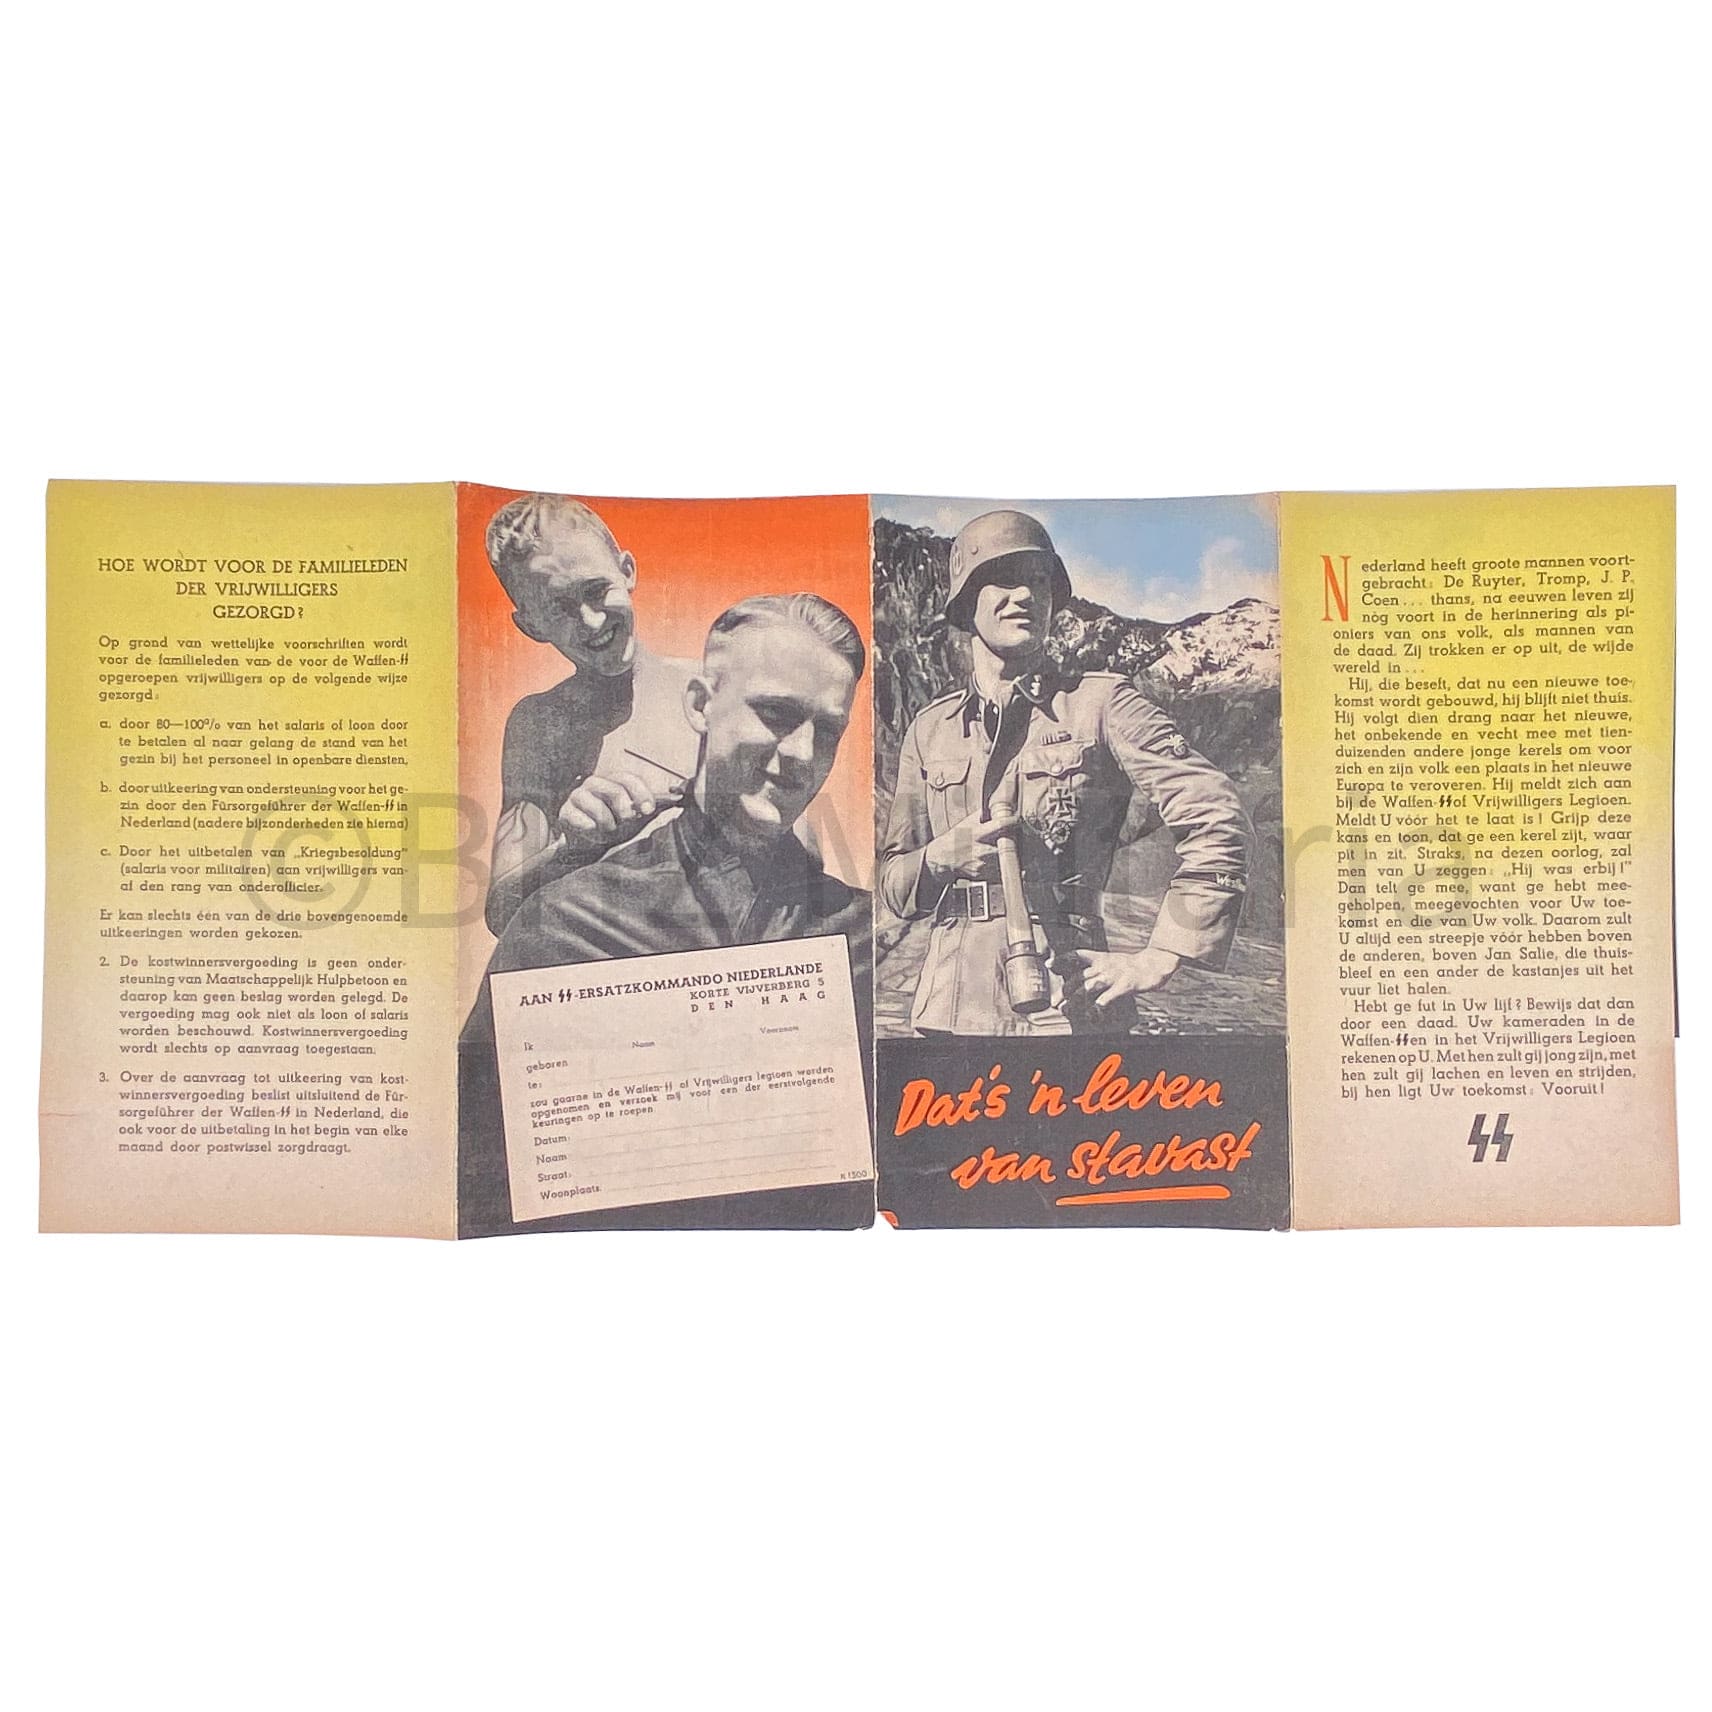 HOE WORDT VOOR DE FAMILIELEDEN
DER VRIJWILLIGERS
GEZORGD?
Op grond van wettelijke voorschriften wordt
voor de familieleden van de voor de Waffen-SS
opgeroepen vrijwilligers op de volgende wijze
gezorgd:
a. door 80—100% van het salaris of loon door
te betalen al naar gelang de stand van het
gezin bij het personeel in openbare diensten.
b. door uitkeering van ondersteuning voor het ge-
zin door den Fürsorgeführer der Waffen-SS in
Nederland (nadere bijzonderheden zie hierna)
c. Door het uitbetalen van „Kriegsbesoldung"
(salaris voor militairen) aan vrijwilligers van-
af den rang van onderofficier.
Er kan slechts één van de drie bovengenoemde
uitkeeringen worden gekozen.
2. De kostwinnersvergoeding is geen onder-
steuning van Maatschappelijk Hulpbetoon en
daarop kan geen beslag worden gelegd. De
vergoeding mag ook niet als loon of salaris
worden beschouwd. Kostwinnersvergoeding
wordt slechts op aanvraag toegestaan.
3. Over de aanvraag tot uitkeering van kost-
winnersvergoeding beslist uitsluitend de Für-
sorgeführer der Waffen-SS in Nederland, die
ook voor de uitbetaling in het begin van elke
maand door postwissel zorgdraagt.
AAN SS-ERSATZKOMMANDO NIEDERLANDE
KORTE VIJVERBERG 5
DEN HAAG
Ik
Naam
Voornaam
geboren
te:
zou gaarne in de Waffen-SS of Vrijwilligers legioen worden
opgenomen en verzoek mij voor een der eerstvolgende
keuringen op te roepen.
Datum:
Naam
Straat:
Woonplaats:
K 1300
Dat's 'n leven
van stavast
Nederland heeft groote mannen voort-
gebracht: De Ruyter, Tromp, J. P.
Coen... thans, na eeuwen leven zij
nòg voort in de herinnering als pi-
oniers van ons volk, als mannen van
de daad. Zij trokken er op uit, de wijde
wereld in...
Hij, die beseft, dat nu een nieuwe toe-
komst wordt gebouwd, hij blijft niet thuis.
Hij volgt dien drang naar het nieuwe,
het onbekende en vecht mee met tien-
duizenden andere jonge kerels om voor
zich en zijn volk een plaats in het nieuwe
Europa te veroveren. Hij meldt zich aan
bij de Waffen-SS of Vrijwilligers Legioen.
Meldt U vóór het te laat is! Grijp deze
kans en toon, dat ge een kerel zijt, waar
pit in zit. Straks, na dezen oorlog, zal
men van U zeggen: „Hij was erbij!"
Dan telt ge mee, want ge hebt mee-
geholpen, meegevochten voor Uw toe-
komst en die van Uw volk. Daarom zult
U altijd een streepje vóór hebben boven
de anderen, boven Jan Salie, die thuis-
bleef en een ander de kastanjes uit het
vuur liet halen.
Hebt ge fut in Uw lijf? Bewijs dat dan
door een daad. Uw kameraden in de
Waffen-SS en in het Vrijwilligers Legioen
rekenen op U. Met hen zult gij jong zijn, met
hen zult gij lachen en leven en strijden,
bij hen ligt Uw toekomst: Vooruit!
SS